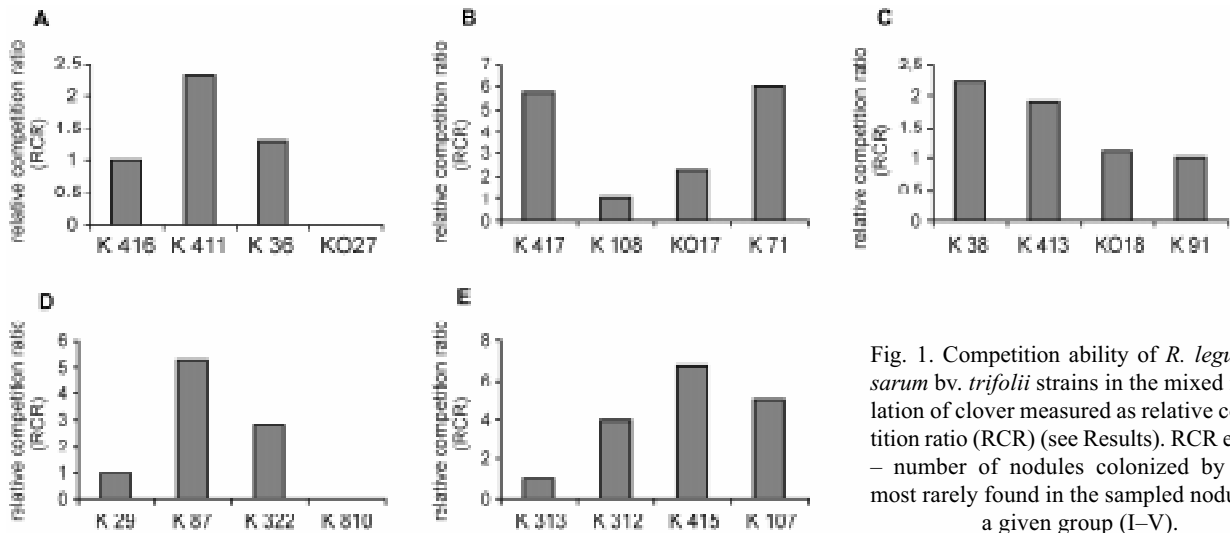 A
relative competition ratio
(RCR)
2.5
2
1.5
1
0.5
0
K 416 K 411 K 36 KO27
B
relative competition ratio
(RCR)
7
6
5
4
3
2
1
0
K 417 K 108 KO17 K 71
C
relative competition ratio
(RCR)
2.5
2
1.5
1
0.5
0
K 38 K 413 KO18 K 91
D
relative competition ratio
(RCR)
6
5
4
3
2
1
0
K 29 K 87 K 322 K 810
E
relative competition ratio
(RCR)
8
6
4
2
0
K 313 K 312 K 415 K 107
Fig. 1. Competition ability of R. legu
sarum bv. trifolii strains in the mixed
lation of clover measured as relative co
tition ratio (RCR) (see Results). RCR e
– number of nodules colonized by
most rarely found in the sampled nodu
a given group (I–V).